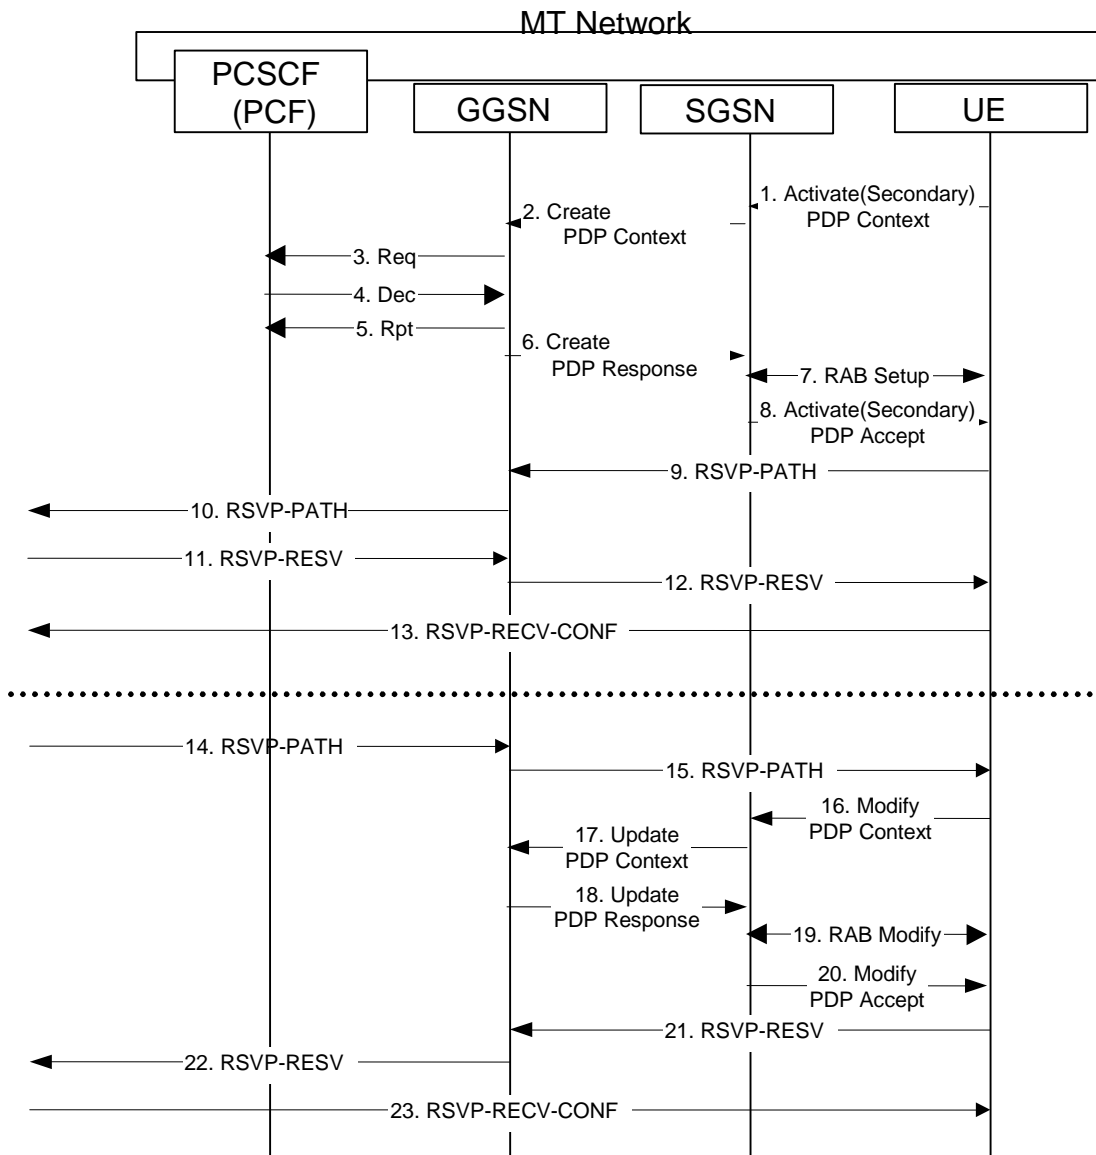 MT Network
PCSCF
(PCF)
GGSN
SGSN
UE
1. Activate(Secondary)
PDP Context
2. Create
PDP Context
3. Req
4. Dec
5. Rpt
6. Create
PDP Response
7. RAB Setup
8. Activate(Secondary)
PDP Accept
9. RSVP-PATH
10. RSVP-PATH
11. RSVP-RESV
12. RSVP-RESV
13. RSVP-RECV-CONF
14. RSVP-PATH
15. RSVP-PATH
16. Modify
PDP Context
17. Update
PDP Context
18. Update
PDP Response
19. RAB Modify
20. Modify
PDP Accept
21. RSVP-RESV
22. RSVP-RESV
23. RSVP-RECV-CONF